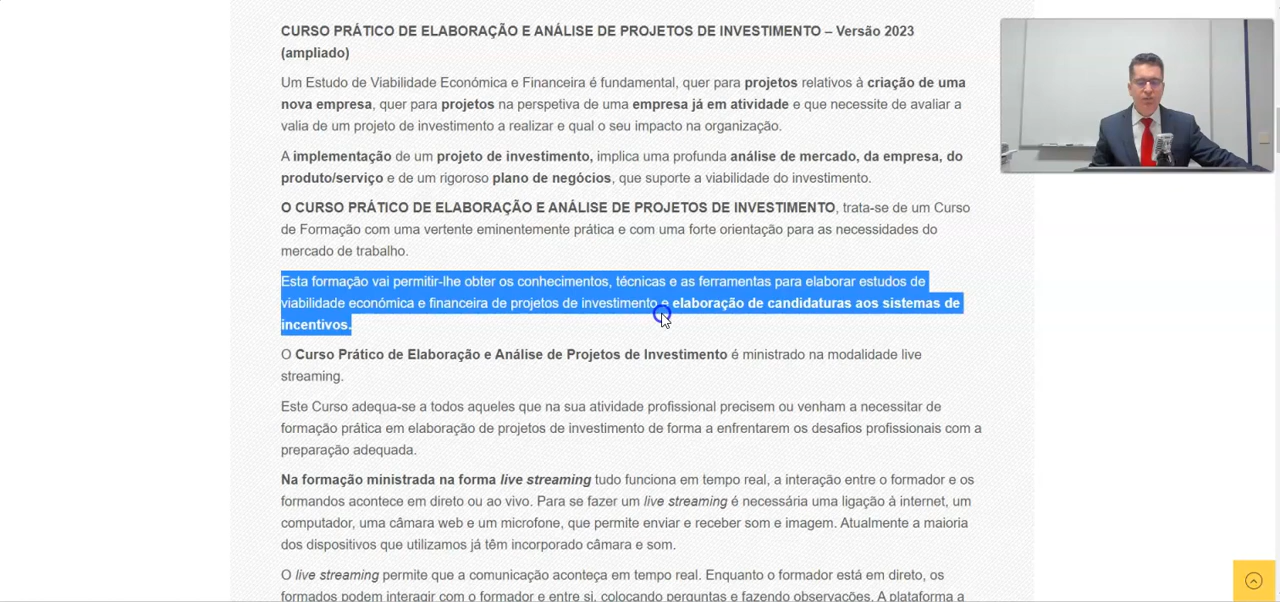 CURSO PRÁTICO DE ELABORAÇÃO E ANÁLISE DE PROJETOS DE INVESTIMENTO – Versão 2023
(ampliado)
Um Estudo de Viabilidade Económica e Financeira é fundamental, quer para projetos relativos à criação de uma
nova empresa, quer para projetos na perspetiva de uma empresa já em atividade e que necessite de avaliar a
valia de um projeto de investimento a realizar e qual o seu impacto na organização.
A implementação de um projeto de investimento, implica uma profunda análise de mercado, da empresa, do
produto/serviço e de um rigoroso plano de negócios, que suporte a viabilidade do investimento.
O CURSO PRÁTICO DE ELABORAÇÃO E ANÁLISE DE PROJETOS DE INVESTIMENTO, trata-se de um Curso
de Formação com uma vertente eminentemente prática e com uma forte orientação para as necessidades do
mercado de trabalho.
Esta formação vai permitir-lhe obter os conhecimentos, técnicas e as ferramentas para elaborar estudos de
viabilidade económica e financeira de projetos de investimento e elaboração de candidaturas aos sistemas de
incentivos.
O Curso Prático de Elaboração e Análise de Projetos de Investimento é ministrado na modalidade live
streaming.
Este Curso adequa-se a todos aqueles que na sua atividade profissional precisem ou venham a necessitar de
formação prática em elaboração de projetos de investimento de forma a enfrentarem os desafios profissionais com a
preparação adequada.
Na formação ministrada na forma live streaming tudo funciona em tempo real, a interação entre o formador e os
formandos acontece em direto ou ao vivo. Para se fazer um live streaming é necessária uma ligação à internet, um
computador, uma câmara web e um microfone, que permite enviar e receber som e imagem. Atualmente a maioria
dos dispositivos que utilizamos já têm incorporado câmara e som.
O live streaming permite que a comunicação aconteça em tempo real. Enquanto o formador está em direto, os
formados podem interagir com o formador e entre si, colocando perguntas e fazendo observações. A plataforma a